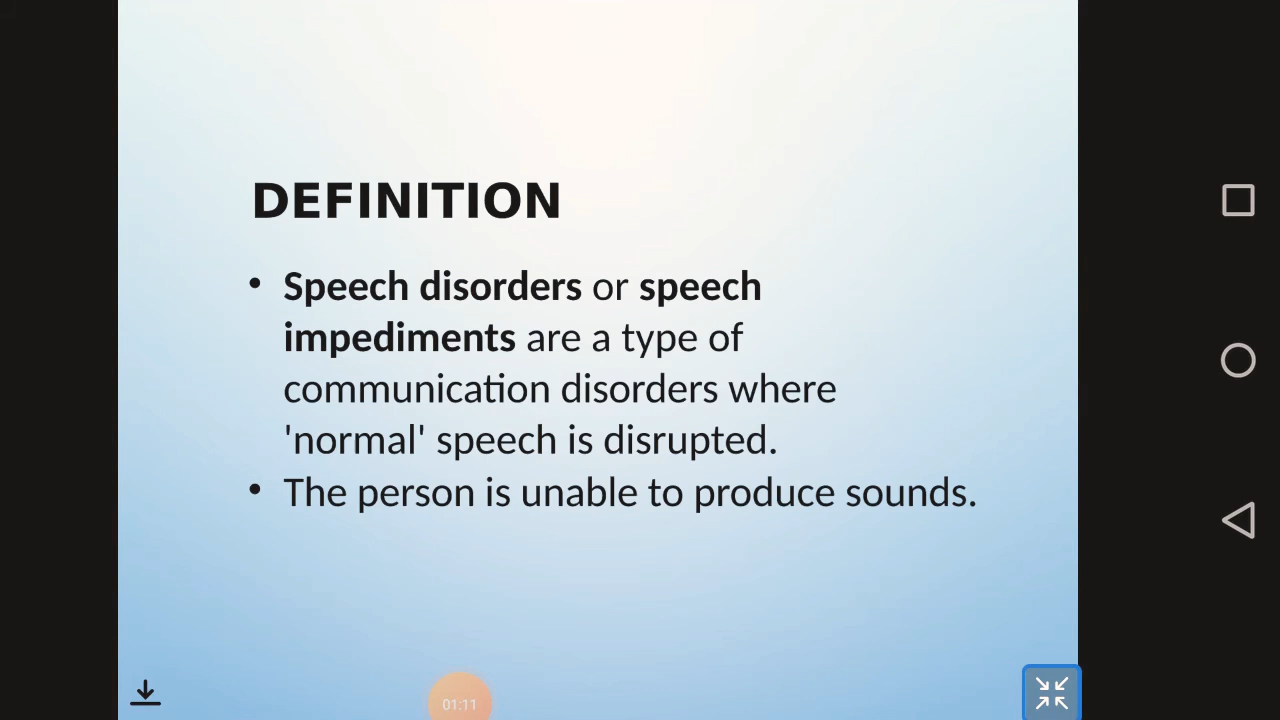 DEFINITION
• Speech disorders or speech
impediments are a type of
communication disorders where
'normal' speech is disrupted.
• The person is unable to produce sounds.
01:11